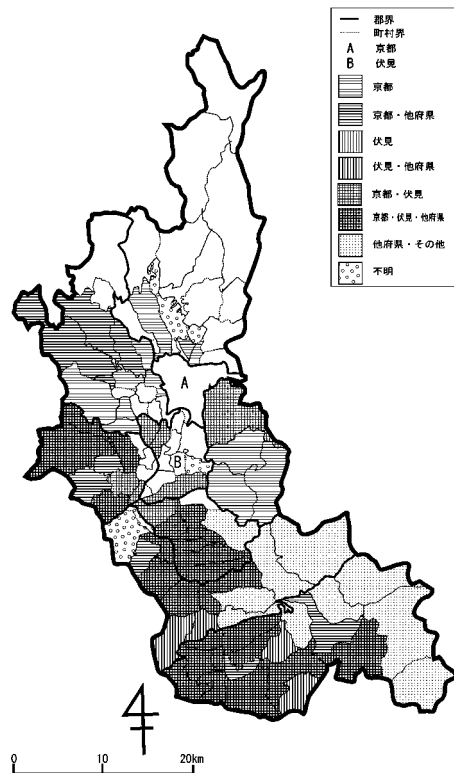 郡界
町村界
A 京都
B 伏見
京都
京都・他府県
伏見
伏見・他府県
京都・伏見
京都・伏見・他府県
他府県・その他
不明
A
B
0 10 20km